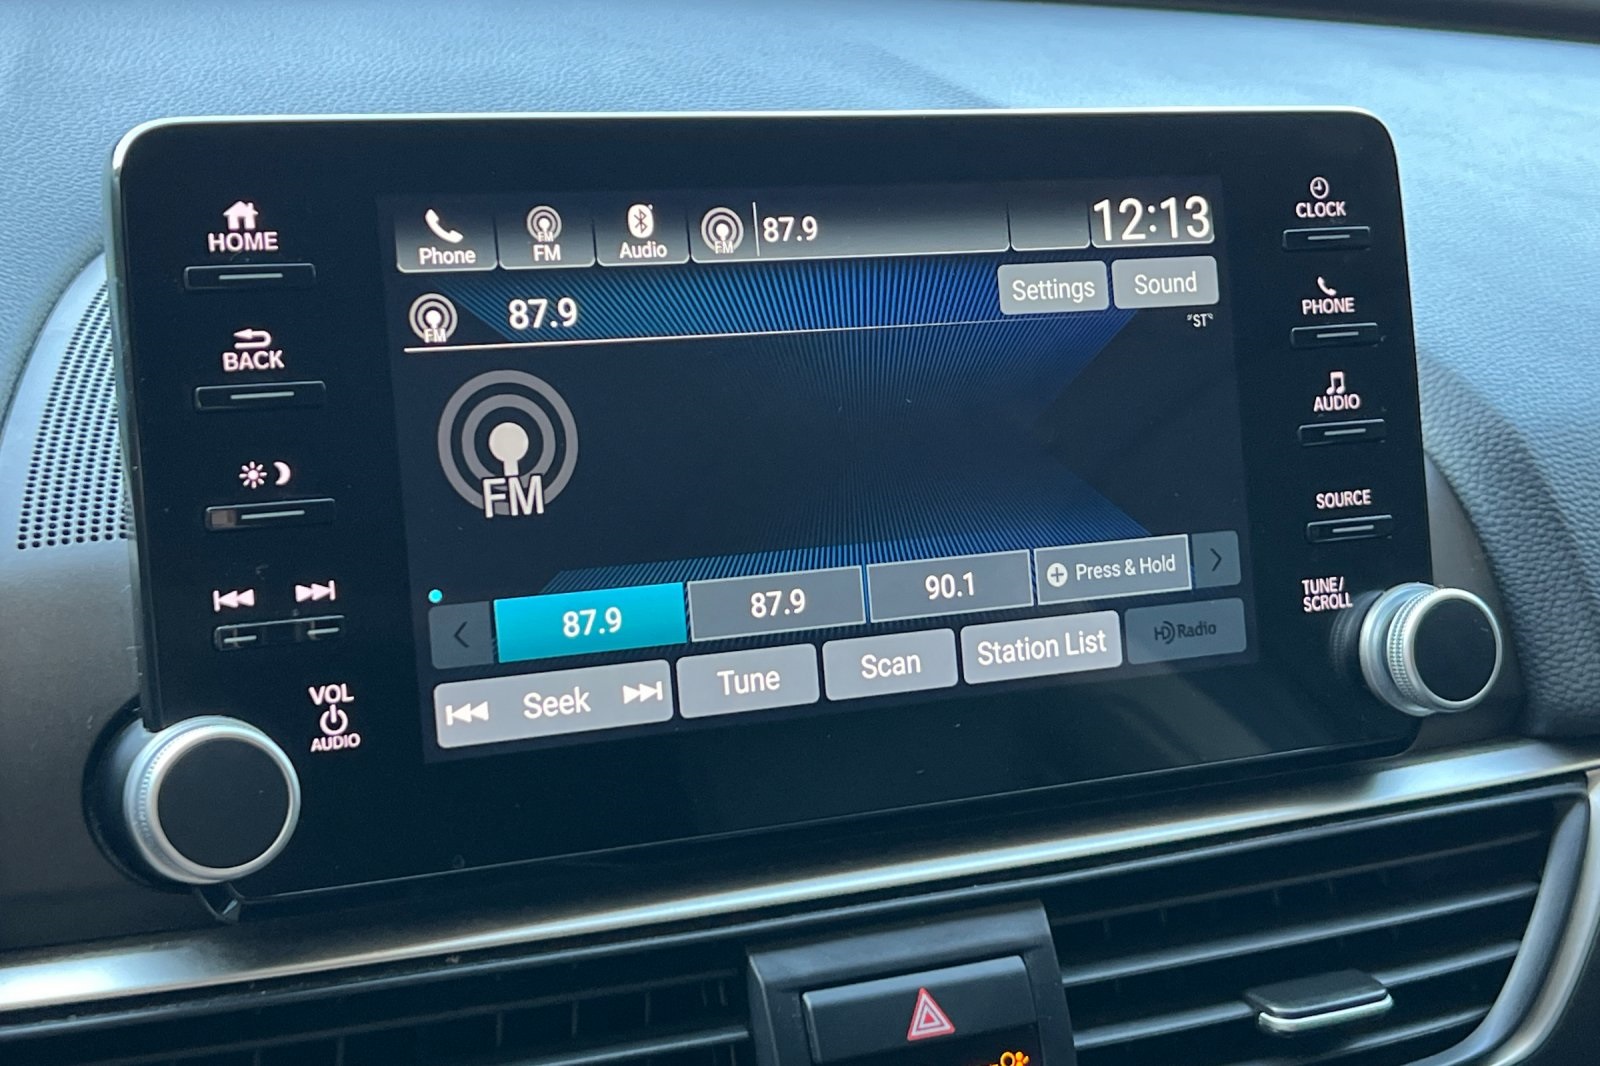 HOME
BACK
VOL
AUDIO
Phone
FM
FM
Audio
FM
87.9
12:13
FM
87.9
Settings
Sound
"ST"
FM
87.9
87.9
90.1
Press & Hold
Seek
Tune
Scan
Station List
HD Radio
CLOCK
PHONE
AUDIO
SOURCE
TUNE/
SCROLL